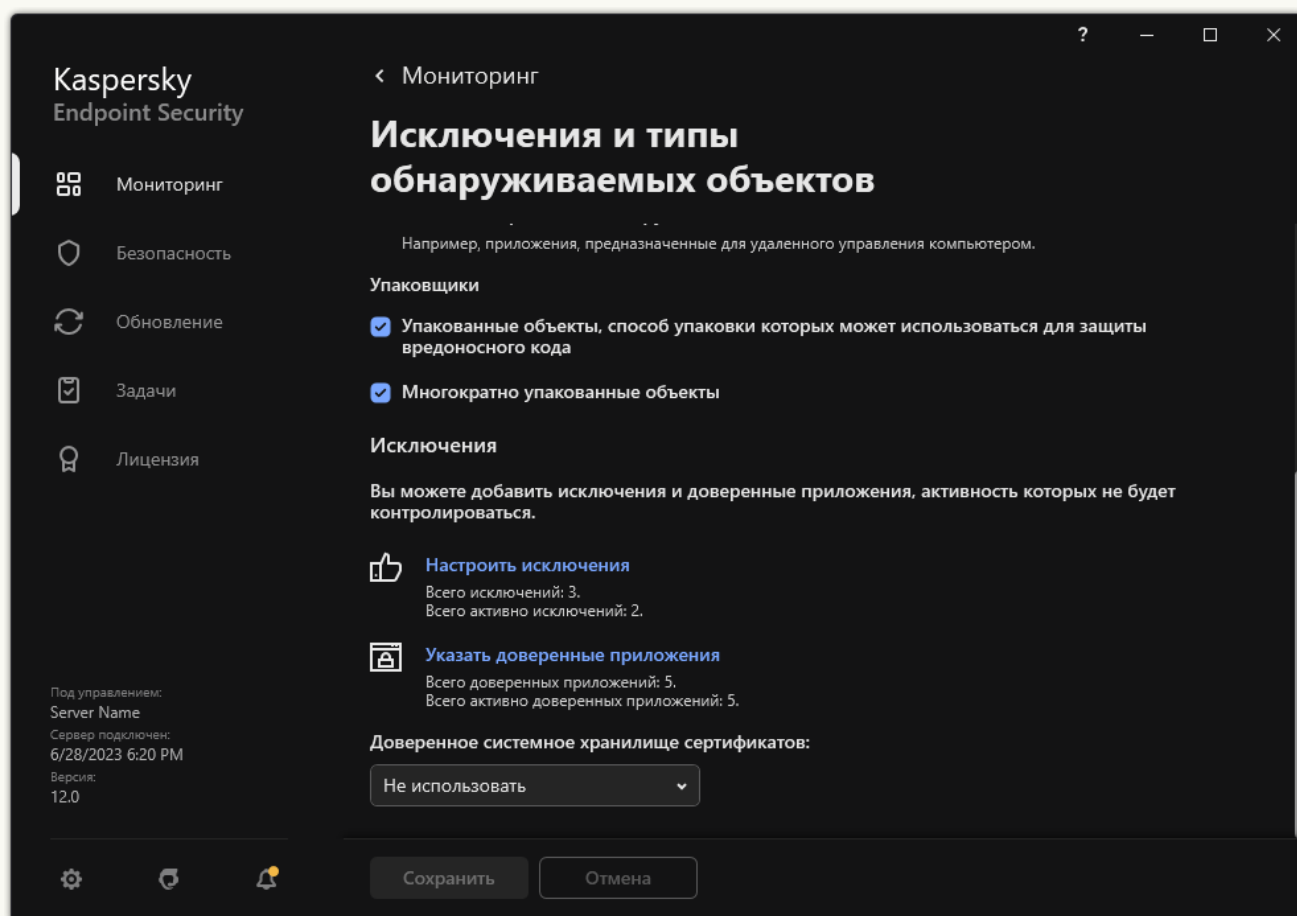 ?
Kaspersky
Endpoint Security
Мониторинг
Безопасность
Обновление
Задачи
Лицензия
Под управлением:
Server Name
Сервер подключен:
6/28/2023 6:20 PM
Версия:
12.0
Мониторинг
Исключения и типы
обнаруживаемых объектов
Например, приложения, предназначенные для удаленного управления компьютером.
Упаковщики
Упакованные объекты, способ упаковки которых может использоваться для защиты
вредоносного кода
Многократно упакованные объекты
Исключения
Вы можете добавить исключения и доверенные приложения, активность которых не будет
контролироваться.
Настроить исключения
Всего исключений: 3.
Всего активно исключений: 2.
Указать доверенные приложения
Всего доверенных приложений: 5.
Всего активно доверенных приложений: 5.
Доверенное системное хранилище сертификатов:
Не использовать
Сохранить
Отмена